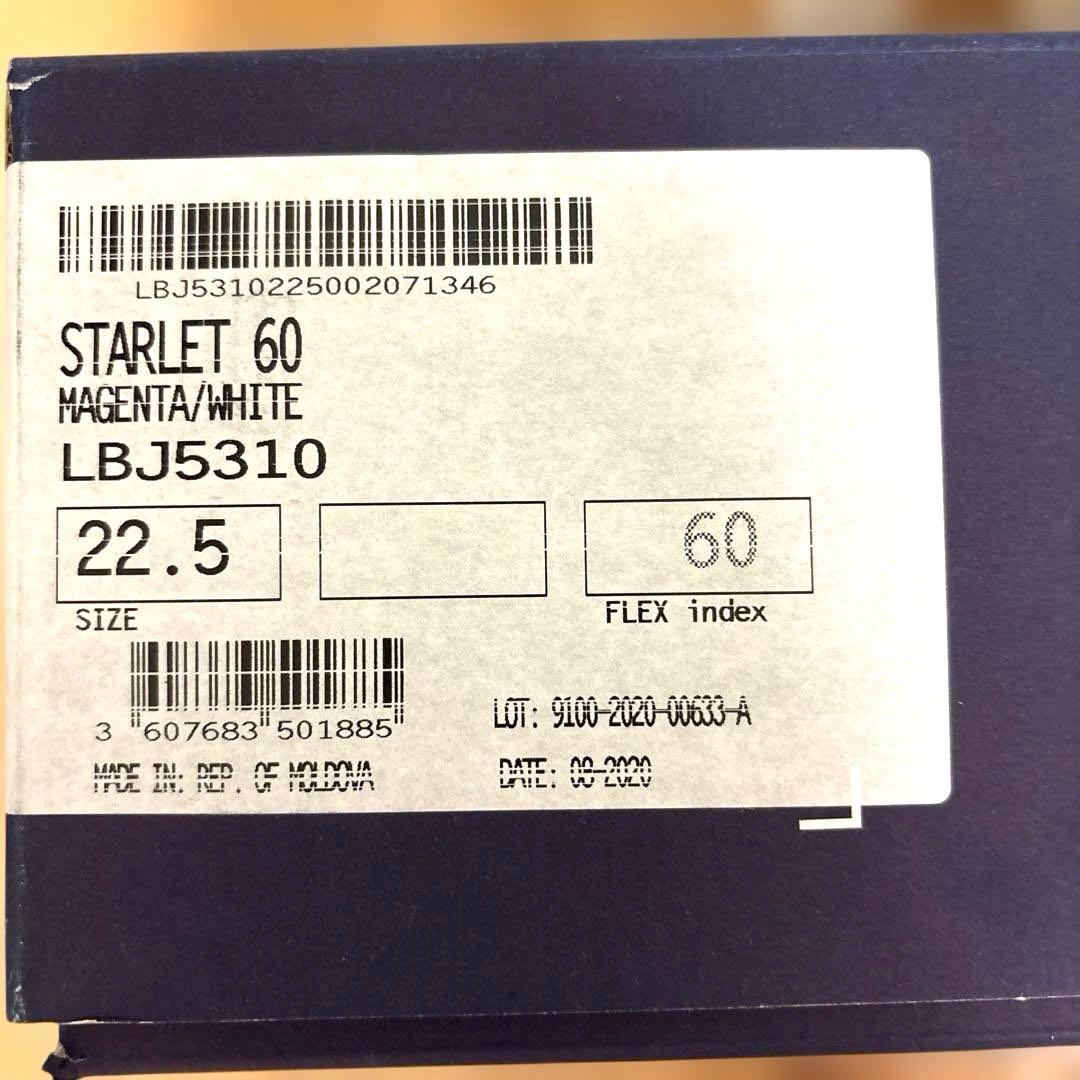 LBJ5310225002071346
STARLET 60
MAGENTA/WHITE
LBJ5310
22.5
60
SIZE
FLEX index
3 607683 501885
LOT: 9100-2020-00633-A
MADE IN: REP. OF MOLDOVA
DATE: 08-2020